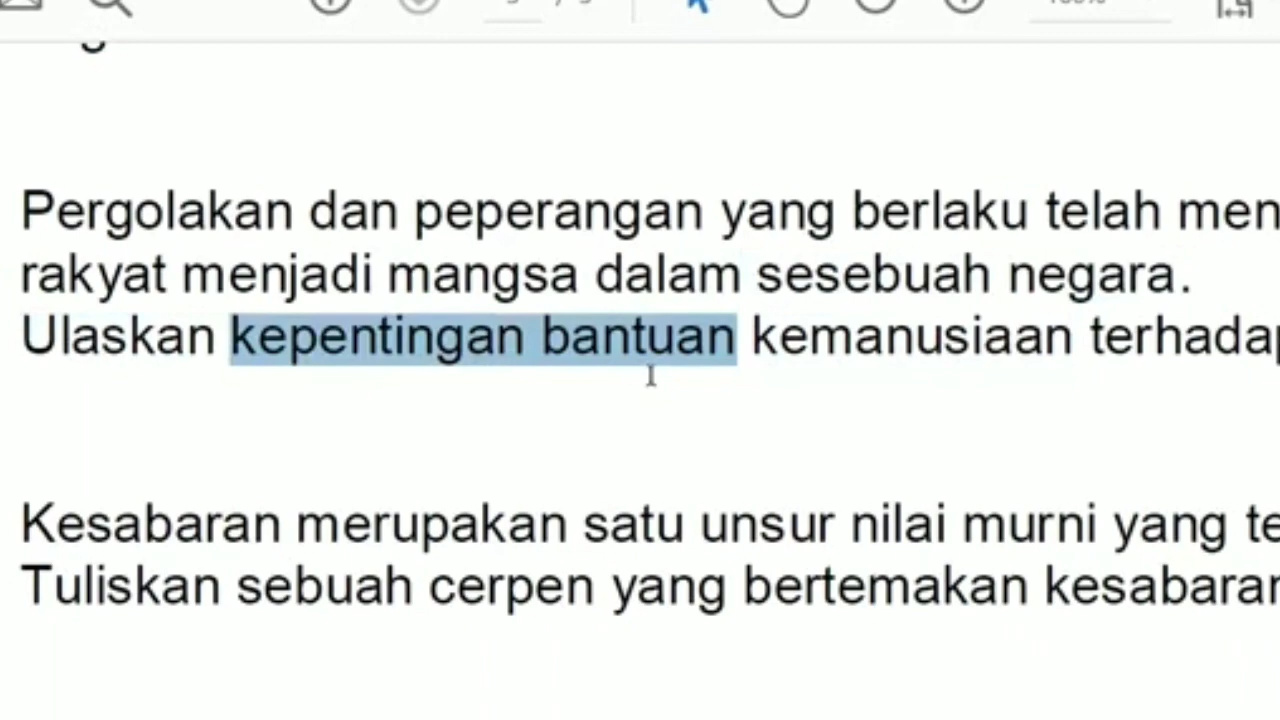 Pergolakan dan peperangan yang berlaku telah
rakyat menjadi mangsa dalam sesebuah negara.
Ulaskan kepentingan bantuan kemanusiaan
Kesabaran merupakan satu unsur nilai murni yang
Tuliskan sebuah cerpen yang bertemakan